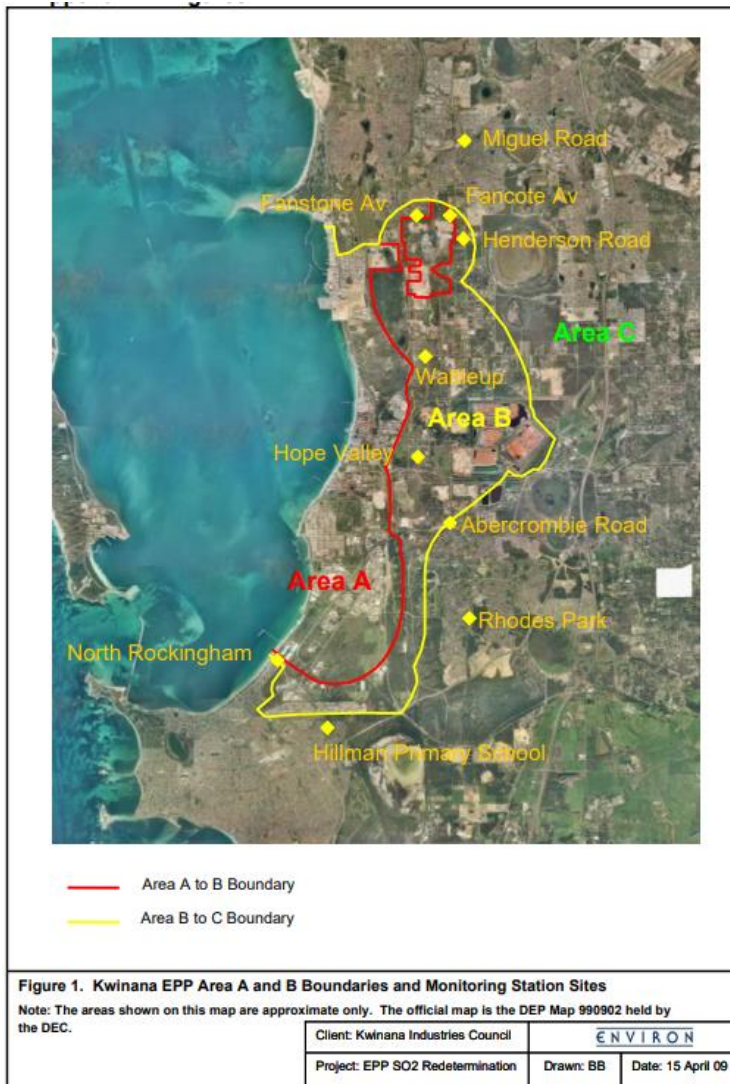 Miguel Road
Fanstone Av
Fancote Av
Henderson Road
Area C
Wattleup
Area B
Hope Valley
Abercrombie Road
Area A
Rhodes Park
North Rockingham
Hillman Primary School
Area A to B Boundary
Area B to C Boundary
Figure 1. Kwinana EPP Area A and B Boundaries and Monitoring Station Sites
Note: The areas shown on this map are approximate only. The official map is the DEP Map 990902 held by
the DEC.
Client: Kwinana Industries Council
ENVIRON
Project: EPP SO2 Redetermination
Drawn: BB
Date: 15 April 09